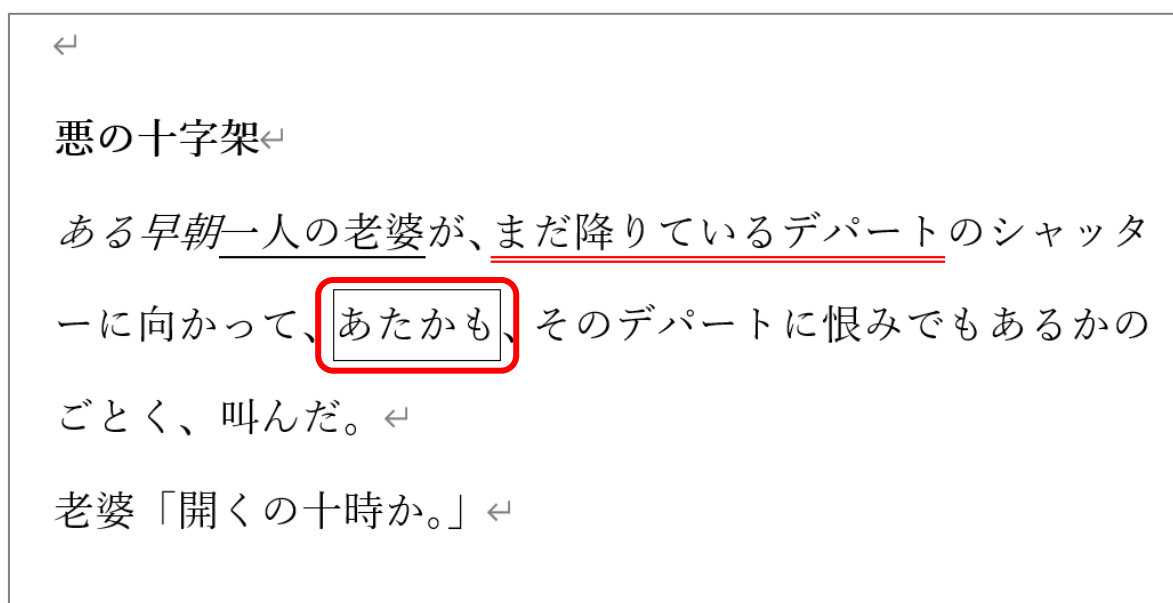 悪の十字架
ある早朝一人の老婆が、まだ降りているデパートのシャッタ
ーに向かって、あたかも、そのデパートに恨みでもあるかの
ごとく、叫んだ。
老婆「開くの十時か。」